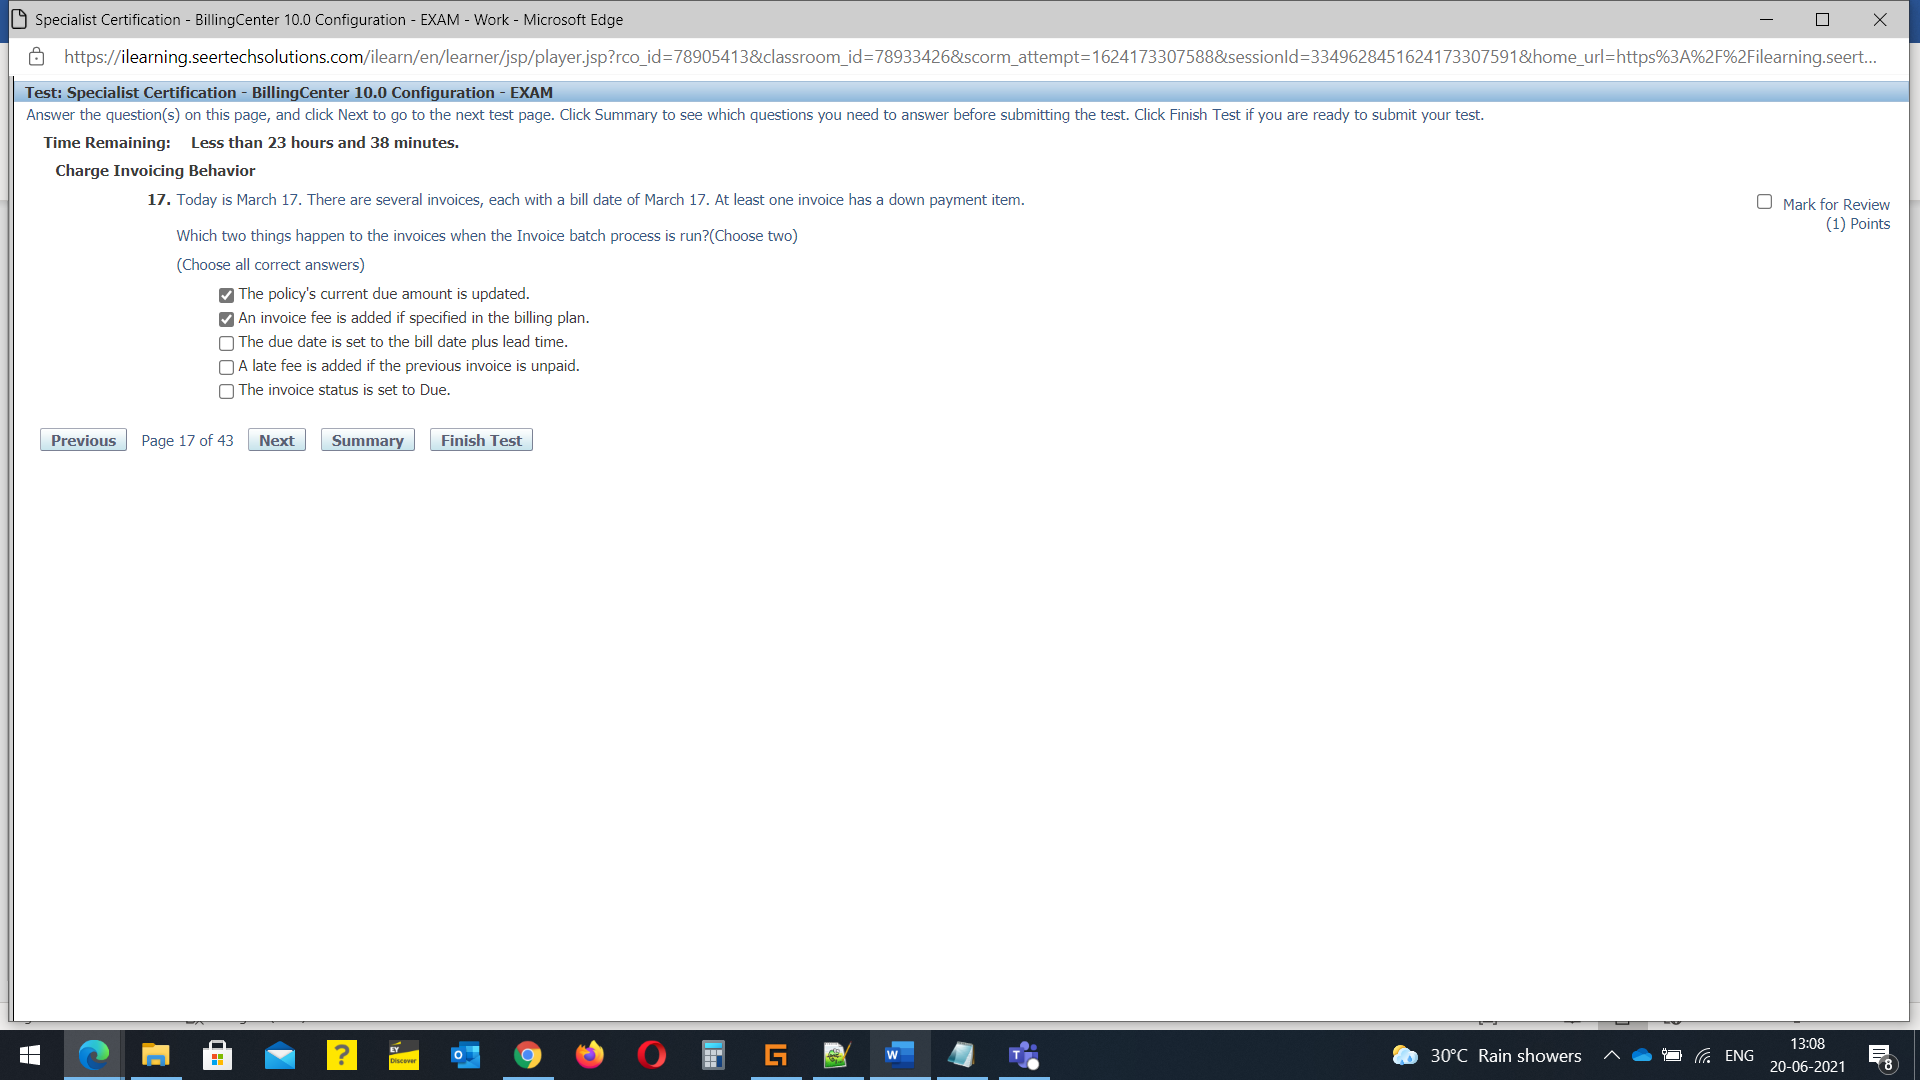 Specialist Certification - BillingCenter 10.0 Configuration - EXAM - Work - Microsoft Edge
https://ilearning.seertechsolutions.com/ilearn/en/learner/jsp/player.jsp?rco_id=78905413&classroom_id=78933426&scorm_attempt=1624173307588&sessionId=3349628451624173307591&home_url=https%3A%2F%2Filearning.seert...
Test: Specialist Certification - BillingCenter 10.0 Configuration - EXAM
Answer the question(s) on this page, and click Next to go to the next test page. Click Summary to see which questions you need to answer before submitting the test. Click Finish Test if you are ready to submit your test.
Time Remaining: Less than 23 hours and 38 minutes.
Charge Invoicing Behavior
17. Today is March 17. There are several invoices, each with a bill date of March 17. At least one invoice has a down payment item.
Mark for Review
(1) Points
Which two things happen to the invoices when the Invoice batch process is run?(Choose two)
(Choose all correct answers)
The policy's current due amount is updated.
An invoice fee is added if specified in the billing plan.
The due date is set to the bill date plus lead time.
A late fee is added if the previous invoice is unpaid.
The invoice status is set to Due.
Previous Page 17 of 43 Next Summary Finish Test
EY Discover
30°C Rain showers ENG
13:08
20-06-2021
8